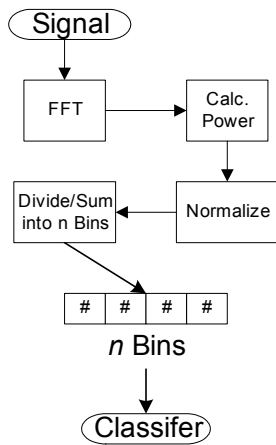 Signal
FFT
Calc.
Power
Normalize
Divide/Sum
into n Bins
# # # #
n Bins
Classifer